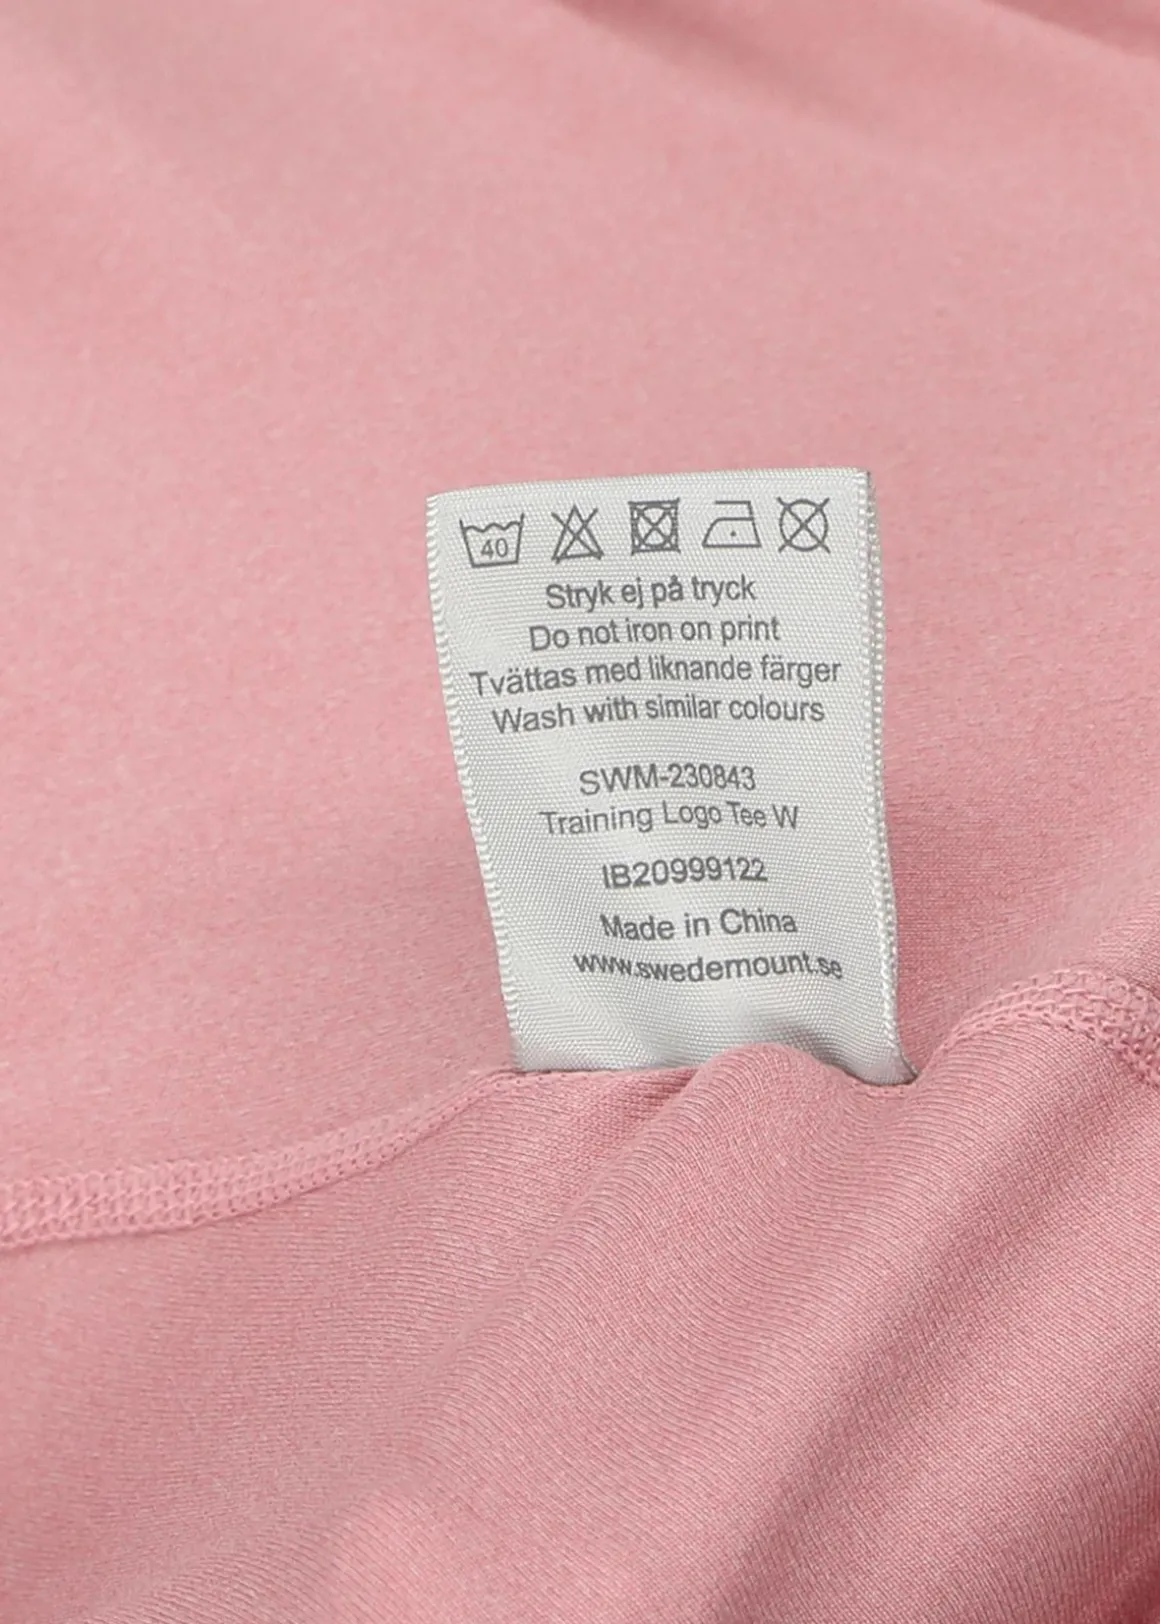 40
Stryk ej på tryck
Do not iron on print
Tvättas med liknande färger
Wash with similar colours
SWM-230843
Training Logo Tee W
IB20999122
Made in China
www.swedemount.se